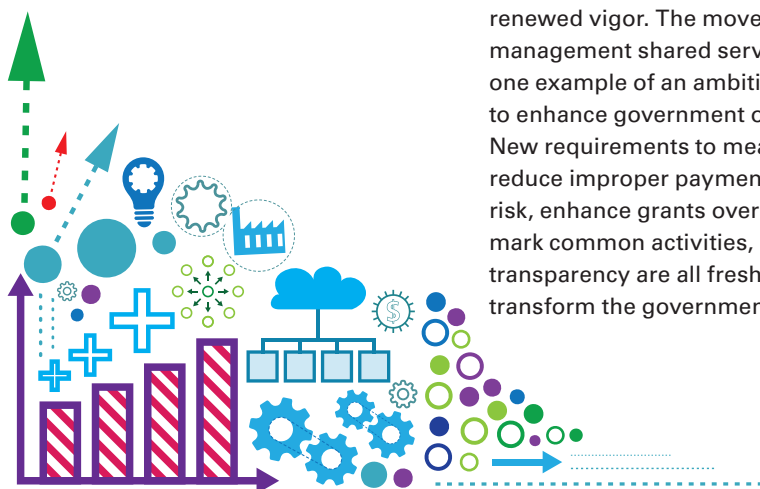 renewed vigor. The move
management shared serv
one example of an ambiti
to enhance government o
New requirements to mea
reduce improper paymen
risk, enhance grants over
mark common activities,
transparency are all fresh
transform the governmen
$